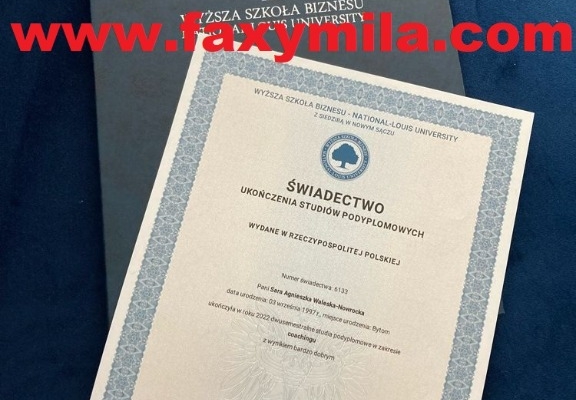 WYŻSZA SZKOŁA BIZNESU
www.faxymila.com
WYŻSZA SZKOŁA BIZNESU - NATIONAL-LOUIS UNIVERSITY
Z SIEDZIBĄ W NOWYM SĄCZU
ŚWIADECTWO
UKOŃCZENIA STUDIÓW PODYPLOMOWYCH
WYDANE W RZECZYPOSPOLITEJ POLSKIEJ
Numer świadectwa: 6133
Pani Sara Agnieszka Waleska-Nowrocka
data urodzenia: 03 września 1997 r., miejsce urodzenia: Bytom
ukończyła w roku 2022 dwusemestralne studia podyplomowe w zakresie
coachingu
z wynikiem bardzo dobrym